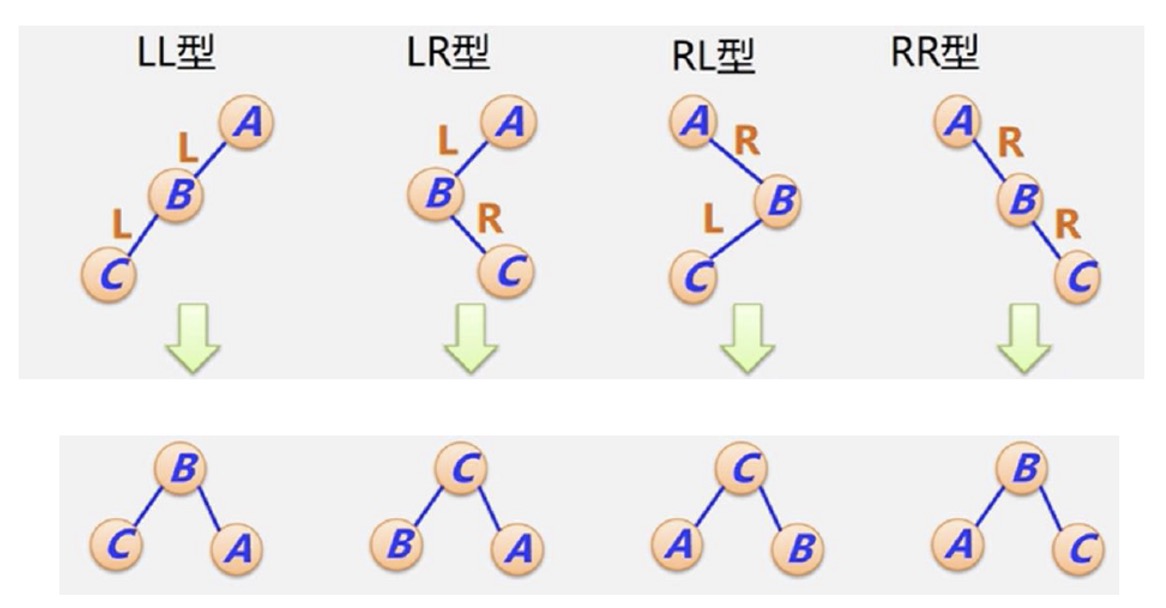 LL型 LR型 RL型 RR型
A A A R A R
L L
B B B B
L R L R
C C C C
B C C B
C A B A A B A C